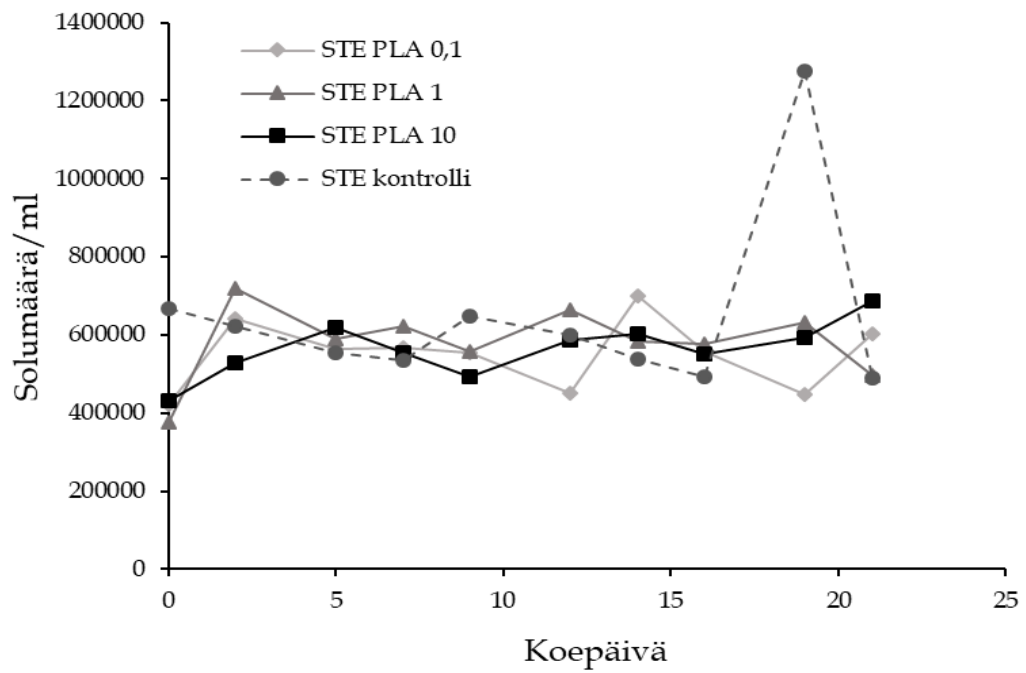 1400000
1200000
1000000
800000
600000
400000
200000
0
Solumäärä/ml
STE PLA 0,1
STE PLA 1
STE PLA 10
STE kontrolli
0 5 10 15 20 25
Koepäivä